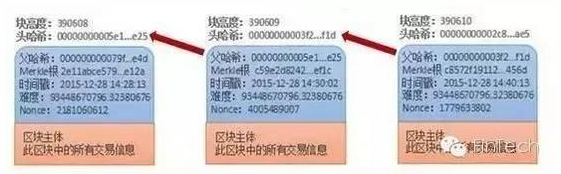 块高度：390608
头哈希：00000000005e1...e25
父哈希：00000000079f...e4d
Merkle根 2e11abce579...e12a
时间戳：2015-12-28 14:28:13
难度：93448670796.32380676
Nonce：2181060612
区块主体
此区块中的所有交易信息
块高度：390609
头哈希：00000000003f2...f1d
父哈希：00000000005e1...e25
Merkle根 c59e2d8242...ef1c
时间戳：2015-12-28 14:30:02
难度：93448670796.32380676
Nonce：4005489007
区块主体
此区块中的所有交易信息
块高度：390610
头哈希：00000000002c8...ae5
父哈希：00000000003f2...f1d
Merkle根 c8572f19112...456d
时间戳：2015-12-28 14:40:13
难度：93448670796.32380676
Nonce：1779633802
区块主体
此区块中的所有交易信息